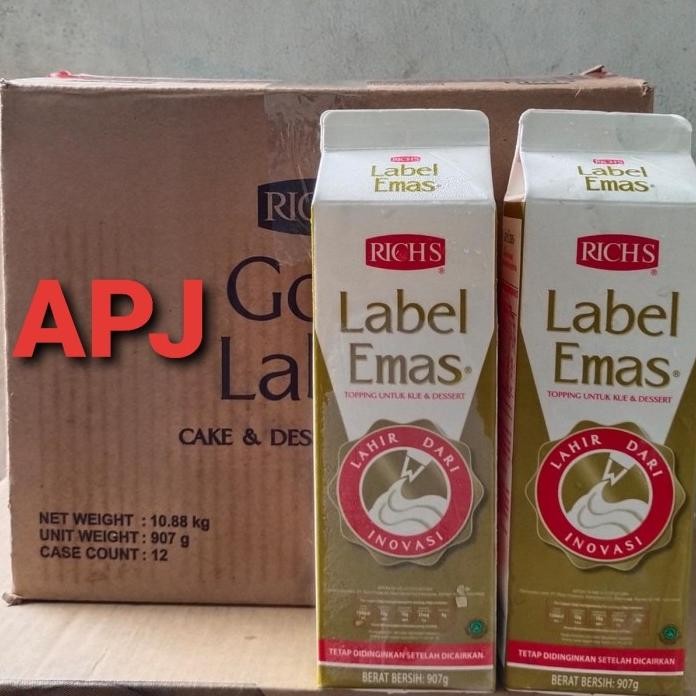 RIC
Go
La
CAKE & DES
NET WEIGHT : 10.88 kg
UNIT WEIGHT : 907 g
CASE COUNT : 12
APJ
RICH'S
Label
Emas®
RICH'S®
Label
Emas®
TOPPING UNTUK KUE & DESSERT
LAHIR DARI
INOVASI
TETAP DIDINGINKAN SETELAH DICAIRKAN.
BERAT BERSIH: 907g
RICH'S
Label
Emas®
RICH'S®
Label
Emas®
TOPPING UNTUK KUE & DESSERT
LAHIR DARI
INOVASI
TETAP DIDINGINKAN SETELAH DICAIRKAN.
BERAT BERSIH: 907g